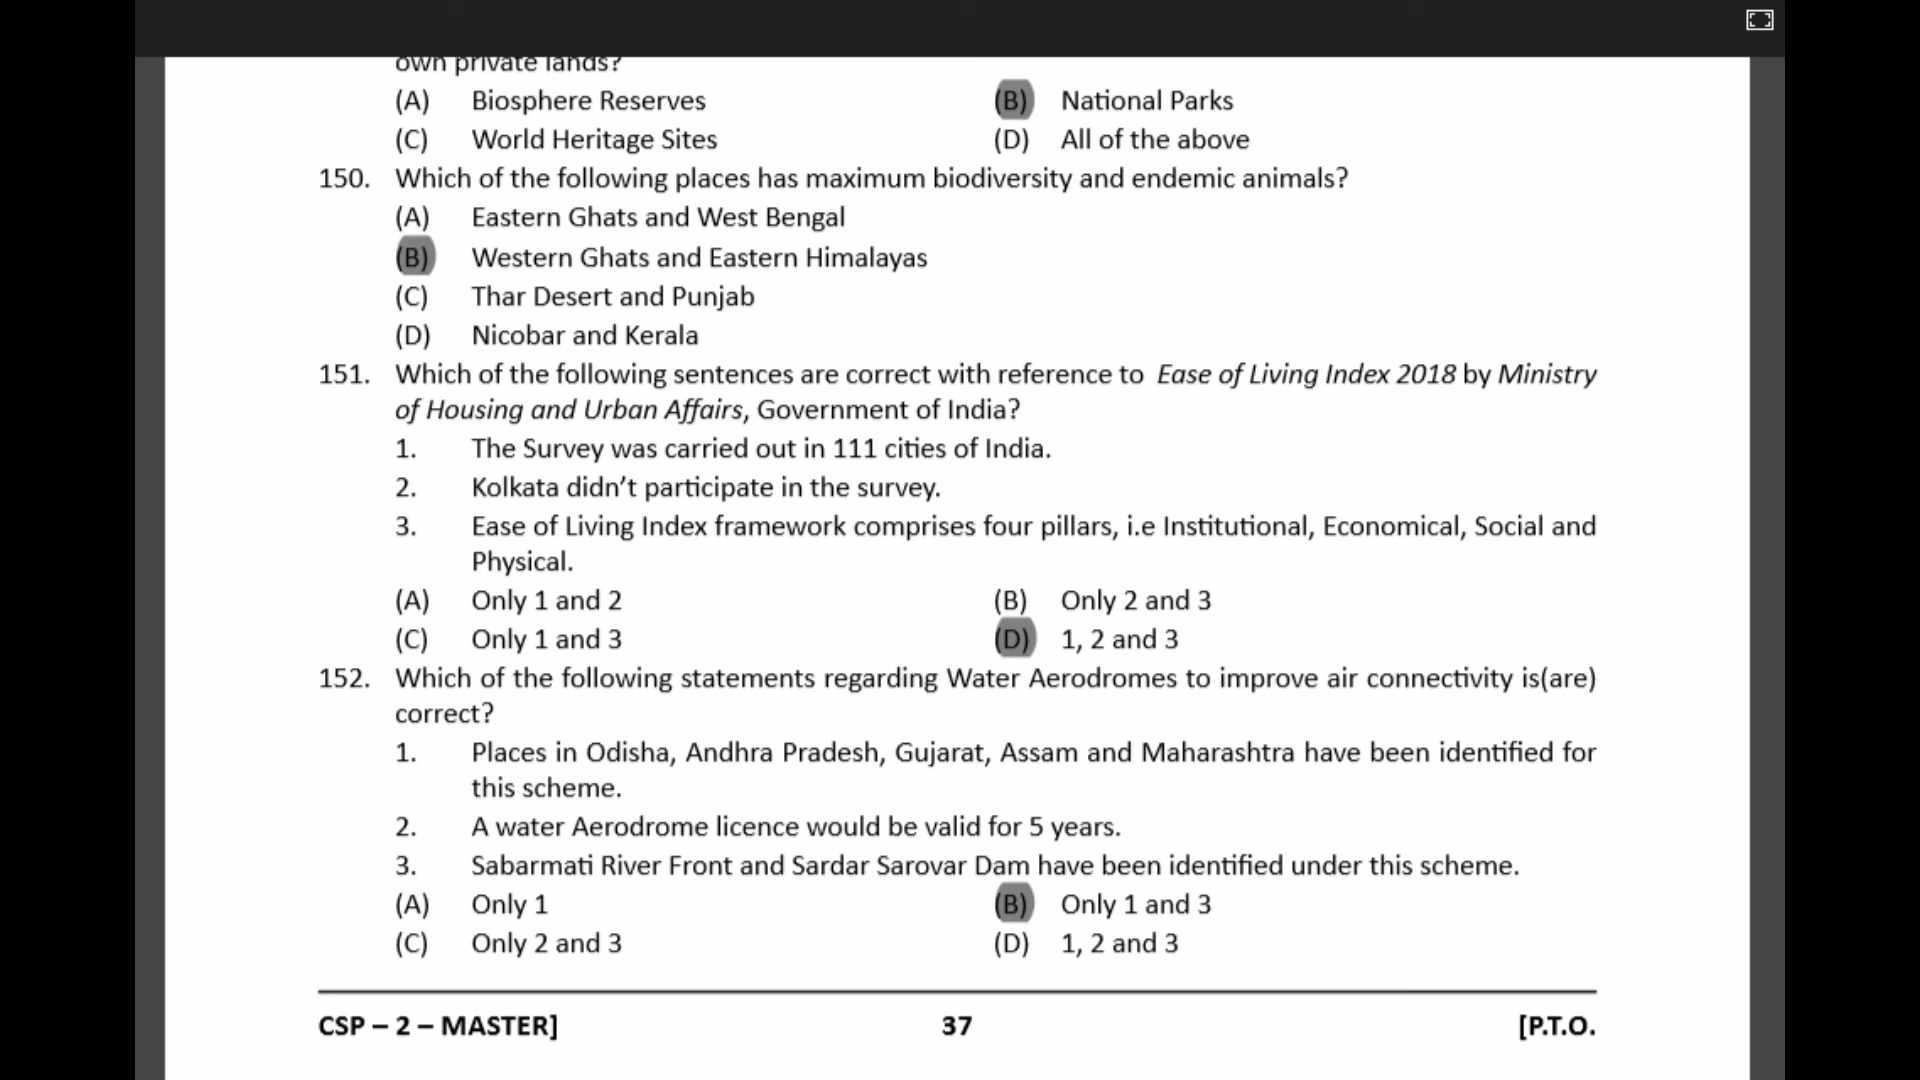 own private lands?
(A) Biosphere Reserves (B) National Parks
(C) World Heritage Sites (D) All of the above
150. Which of the following places has maximum biodiversity and endemic animals?
(A) Eastern Ghats and West Bengal
(B) Western Ghats and Eastern Himalayas
(C) Thar Desert and Punjab
(D) Nicobar and Kerala
151. Which of the following sentences are correct with reference to Ease of Living Index 2018 by Ministry
of Housing and Urban Affairs, Government of India?
1. The Survey was carried out in 111 cities of India.
2. Kolkata didn't participate in the survey.
3. Ease of Living Index framework comprises four pillars, i.e Institutional, Economical, Social and
Physical.
(A) Only 1 and 2 (B) Only 2 and 3
(C) Only 1 and 3 (D) 1, 2 and 3
152. Which of the following statements regarding Water Aerodromes to improve air connectivity is(are)
correct?
1. Places in Odisha, Andhra Pradesh, Gujarat, Assam and Maharashtra have been identified for
this scheme.
2. A water Aerodrome licence would be valid for 5 years.
3. Sabarmati River Front and Sardar Sarovar Dam have been identified under this scheme.
(A) Only 1 (B) Only 1 and 3
(C) Only 2 and 3 (D) 1, 2 and 3
CSP – 2 – MASTER] 37 [P.T.O.